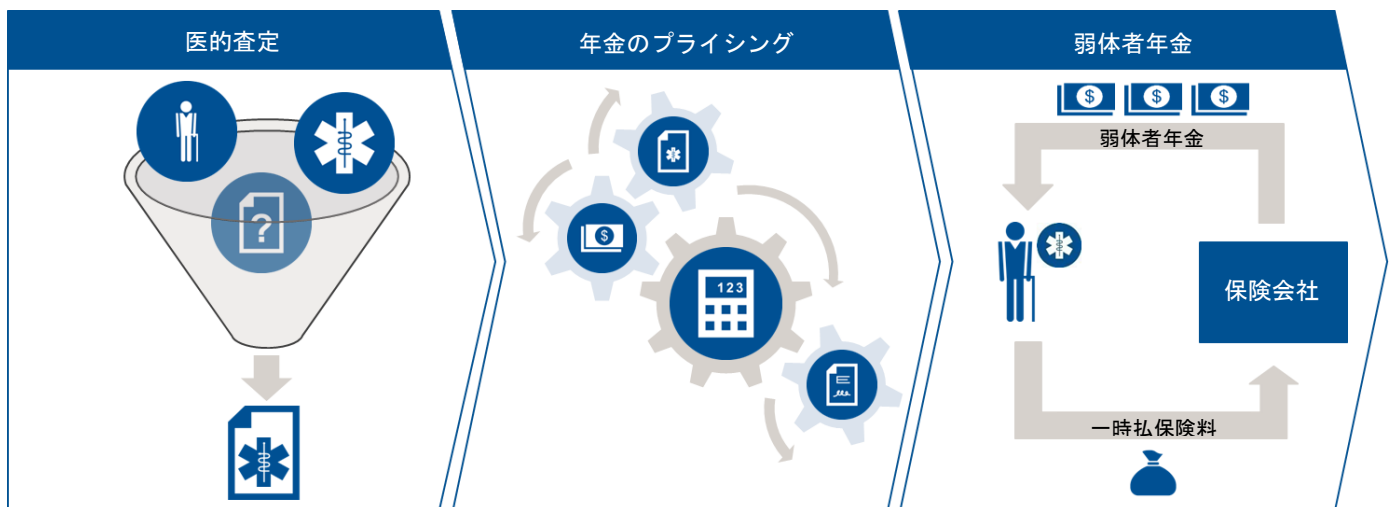 医的査定
年金のプライシング
弱体者年金
?
$
123
$ $ $
弱体者年金
保険会社
一時払保険料